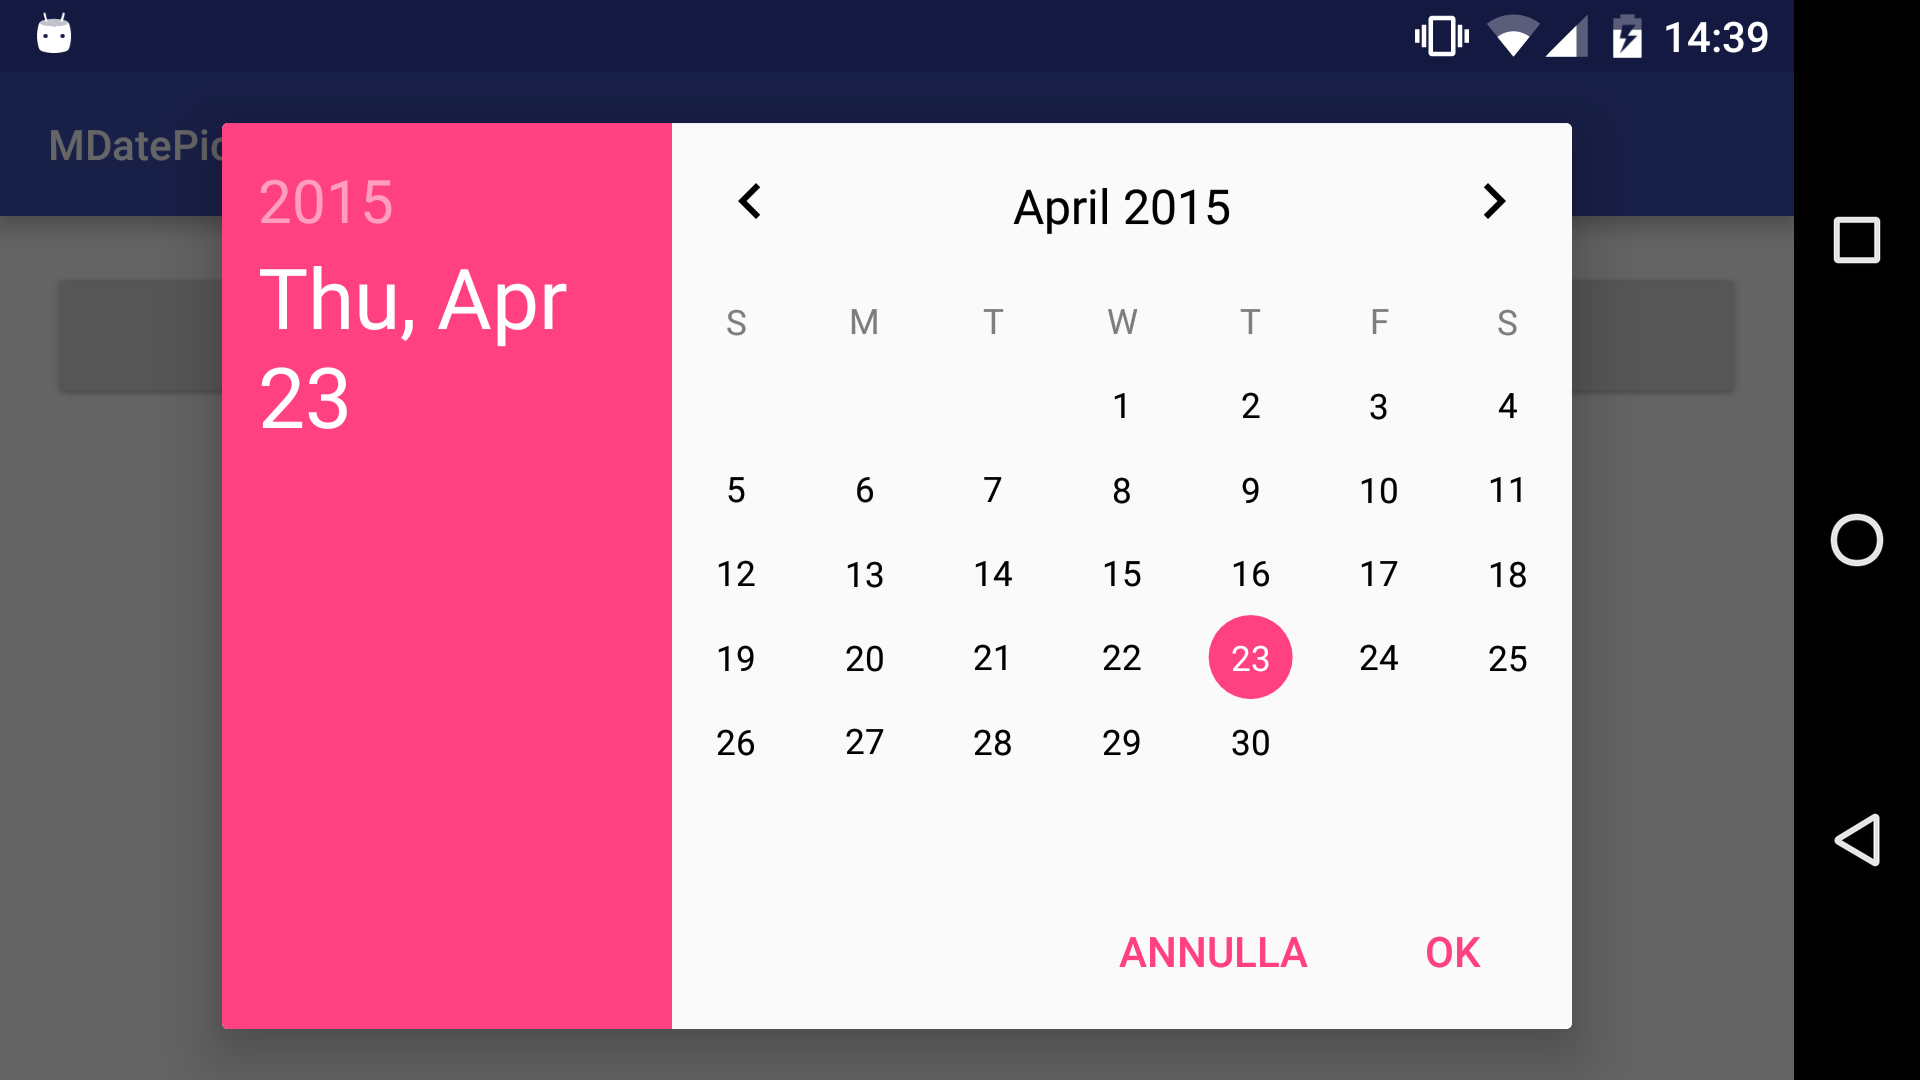 14:39
MDatePic
2015
Thu, Apr
23
April 2015
S M T W T F S
1 2 3 4
5 6 7 8 9 10 11
12 13 14 15 16 17 18
19 20 21 22 23 24 25
26 27 28 29 30
ANNULLA OK